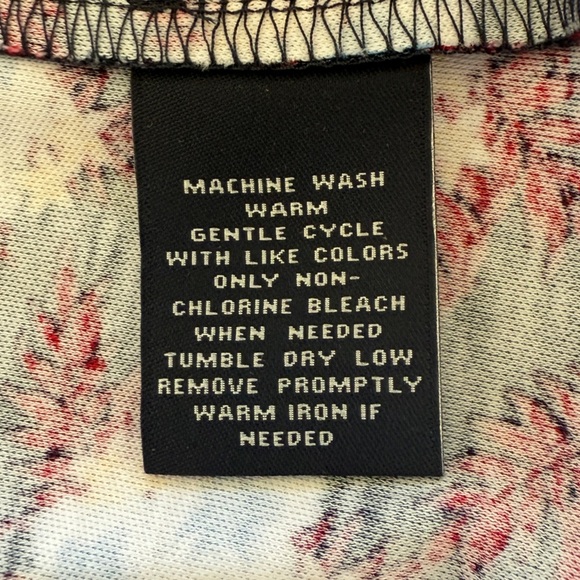 MACHINE WASH
WARM
GENTLE CYCLE
WITH LIKE COLORS
ONLY NON-
CHLORINE BLEACH
WHEN NEEDED
TUMBLE DRY LOW
REMOVE PROMPTLY
WARM IRON IF
NEEDED